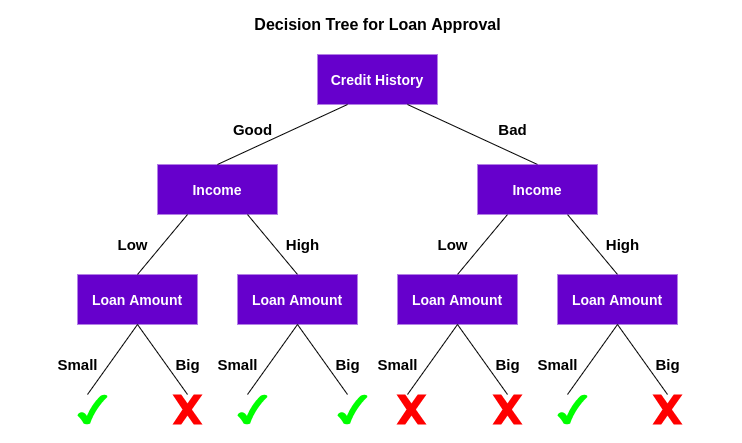 Decision Tree for Loan Approval
Credit History
Good
Bad
Income
Income
Low
High
Low
High
Loan Amount
Loan Amount
Loan Amount
Loan Amount
Small
Big
Small
Big
Small
Big
Small
Big